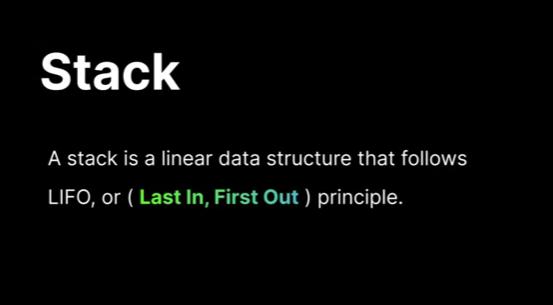 Stack
A stack is a linear data structure that follows
LIFO, or ( Last In, First Out ) principle.